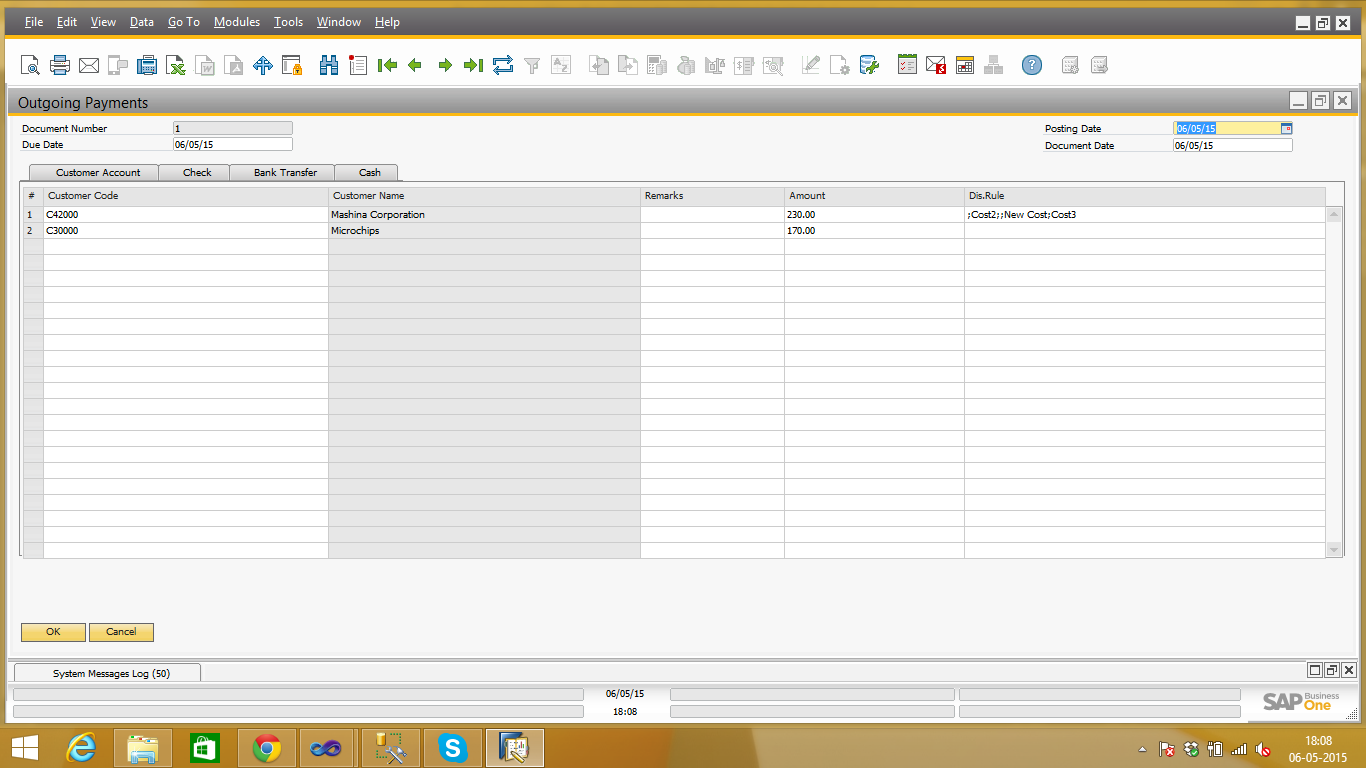 File Edit View Data Go To Modules Tools Window Help
Outgoing Payments
Document Number 1 Posting Date 06/05/15
Due Date 06/05/15 Document Date 06/05/15
Customer Account Check Bank Transfer Cash
# Customer Code Customer Name Remarks Amount Dis.Rule
1 C42000 Mashina Corporation 230.00 ;Cost2;;New Cost;Cost3
2 C30000 Microchips 170.00
OK Cancel
System Messages Log (50)
06/05/15
18:08
SAP Business One
18:08
06-05-2015